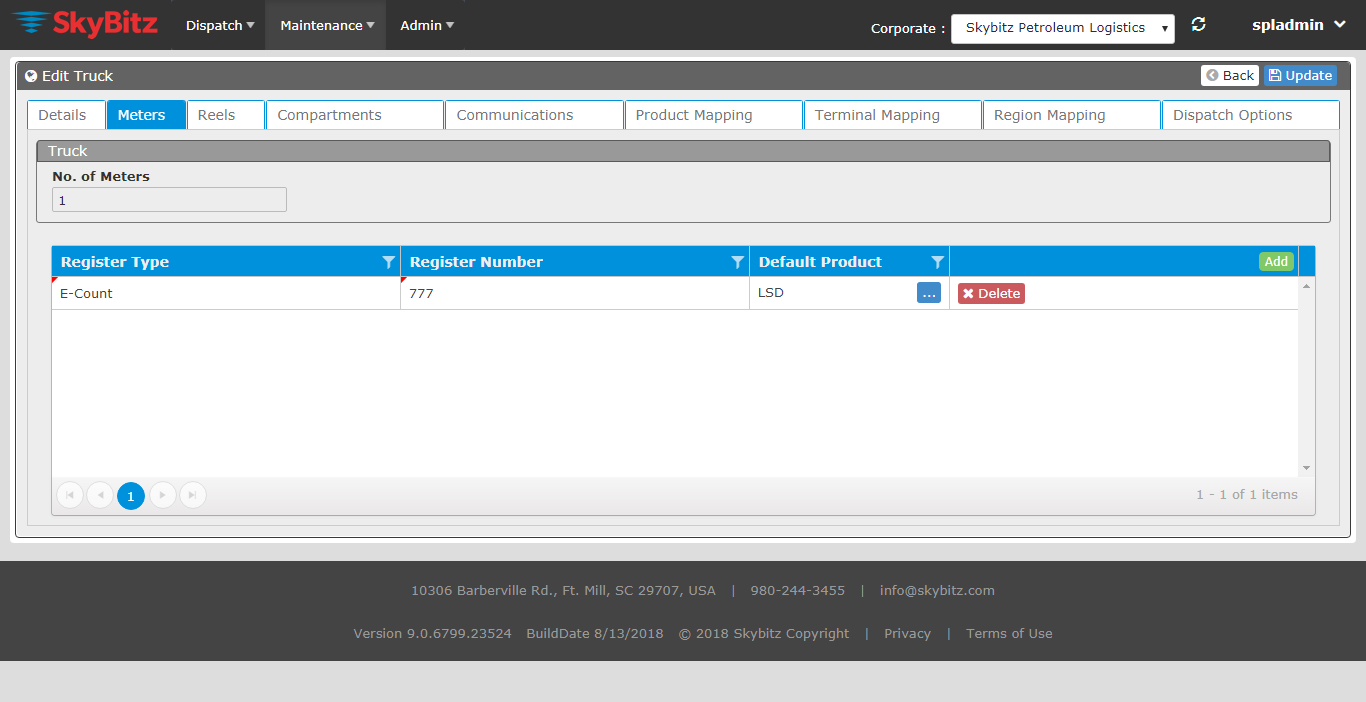 SkyBitz Dispatch Maintenance Admin Corporate : Skybitz Petroleum Logistics spladmin
Edit Truck Back Update
Details Meters Reels Compartments Communications Product Mapping Terminal Mapping Region Mapping Dispatch Options
Truck
No. of Meters
1
Register Type Register Number Default Product Add
E-Count 777 LSD ... Delete
1 1 - 1 of 1 items
10306 Barberville Rd., Ft. Mill, SC 29707, USA | 980-244-3455 | info@skybitz.com
Version 9.0.6799.23524 BuildDate 8/13/2018 © 2018 Skybitz Copyright | Privacy | Terms of Use